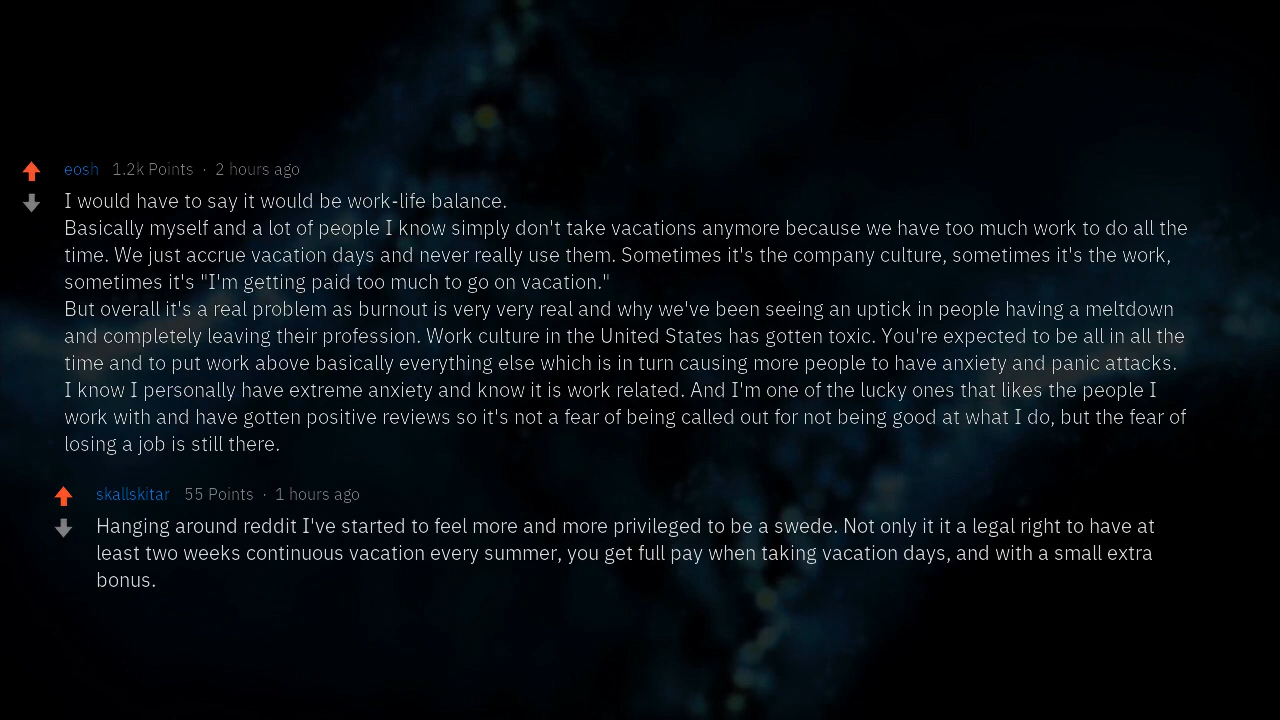 eosh 1.2k Points · 2 hours ago
I would have to say it would be work-life balance.
Basically myself and a lot of people I know simply don't take vacations anymore because we have too much work to do all the
time. We just accrue vacation days and never really use them. Sometimes it's the company culture, sometimes it's the work,
sometimes it's "I'm getting paid too much to go on vacation."
But overall it's a real problem as burnout is very very real and why we've been seeing an uptick in people having a meltdown
and completely leaving their profession. Work culture in the United States has gotten toxic. You're expected to be all in all the
time and to put work above basically everything else which is in turn causing more people to have anxiety and panic attacks.
I know I personally have extreme anxiety and know it is work related. And I'm one of the lucky ones that likes the people I
work with and have gotten positive reviews so it's not a fear of being called out for not being good at what I do, but the fear of
losing a job is still there.
skallskitar 55 Points · 1 hours ago
Hanging around reddit I've started to feel more and more privileged to be a swede. Not only it it a legal right to have at
least two weeks continuous vacation every summer, you get full pay when taking vacation days, and with a small extra
bonus.